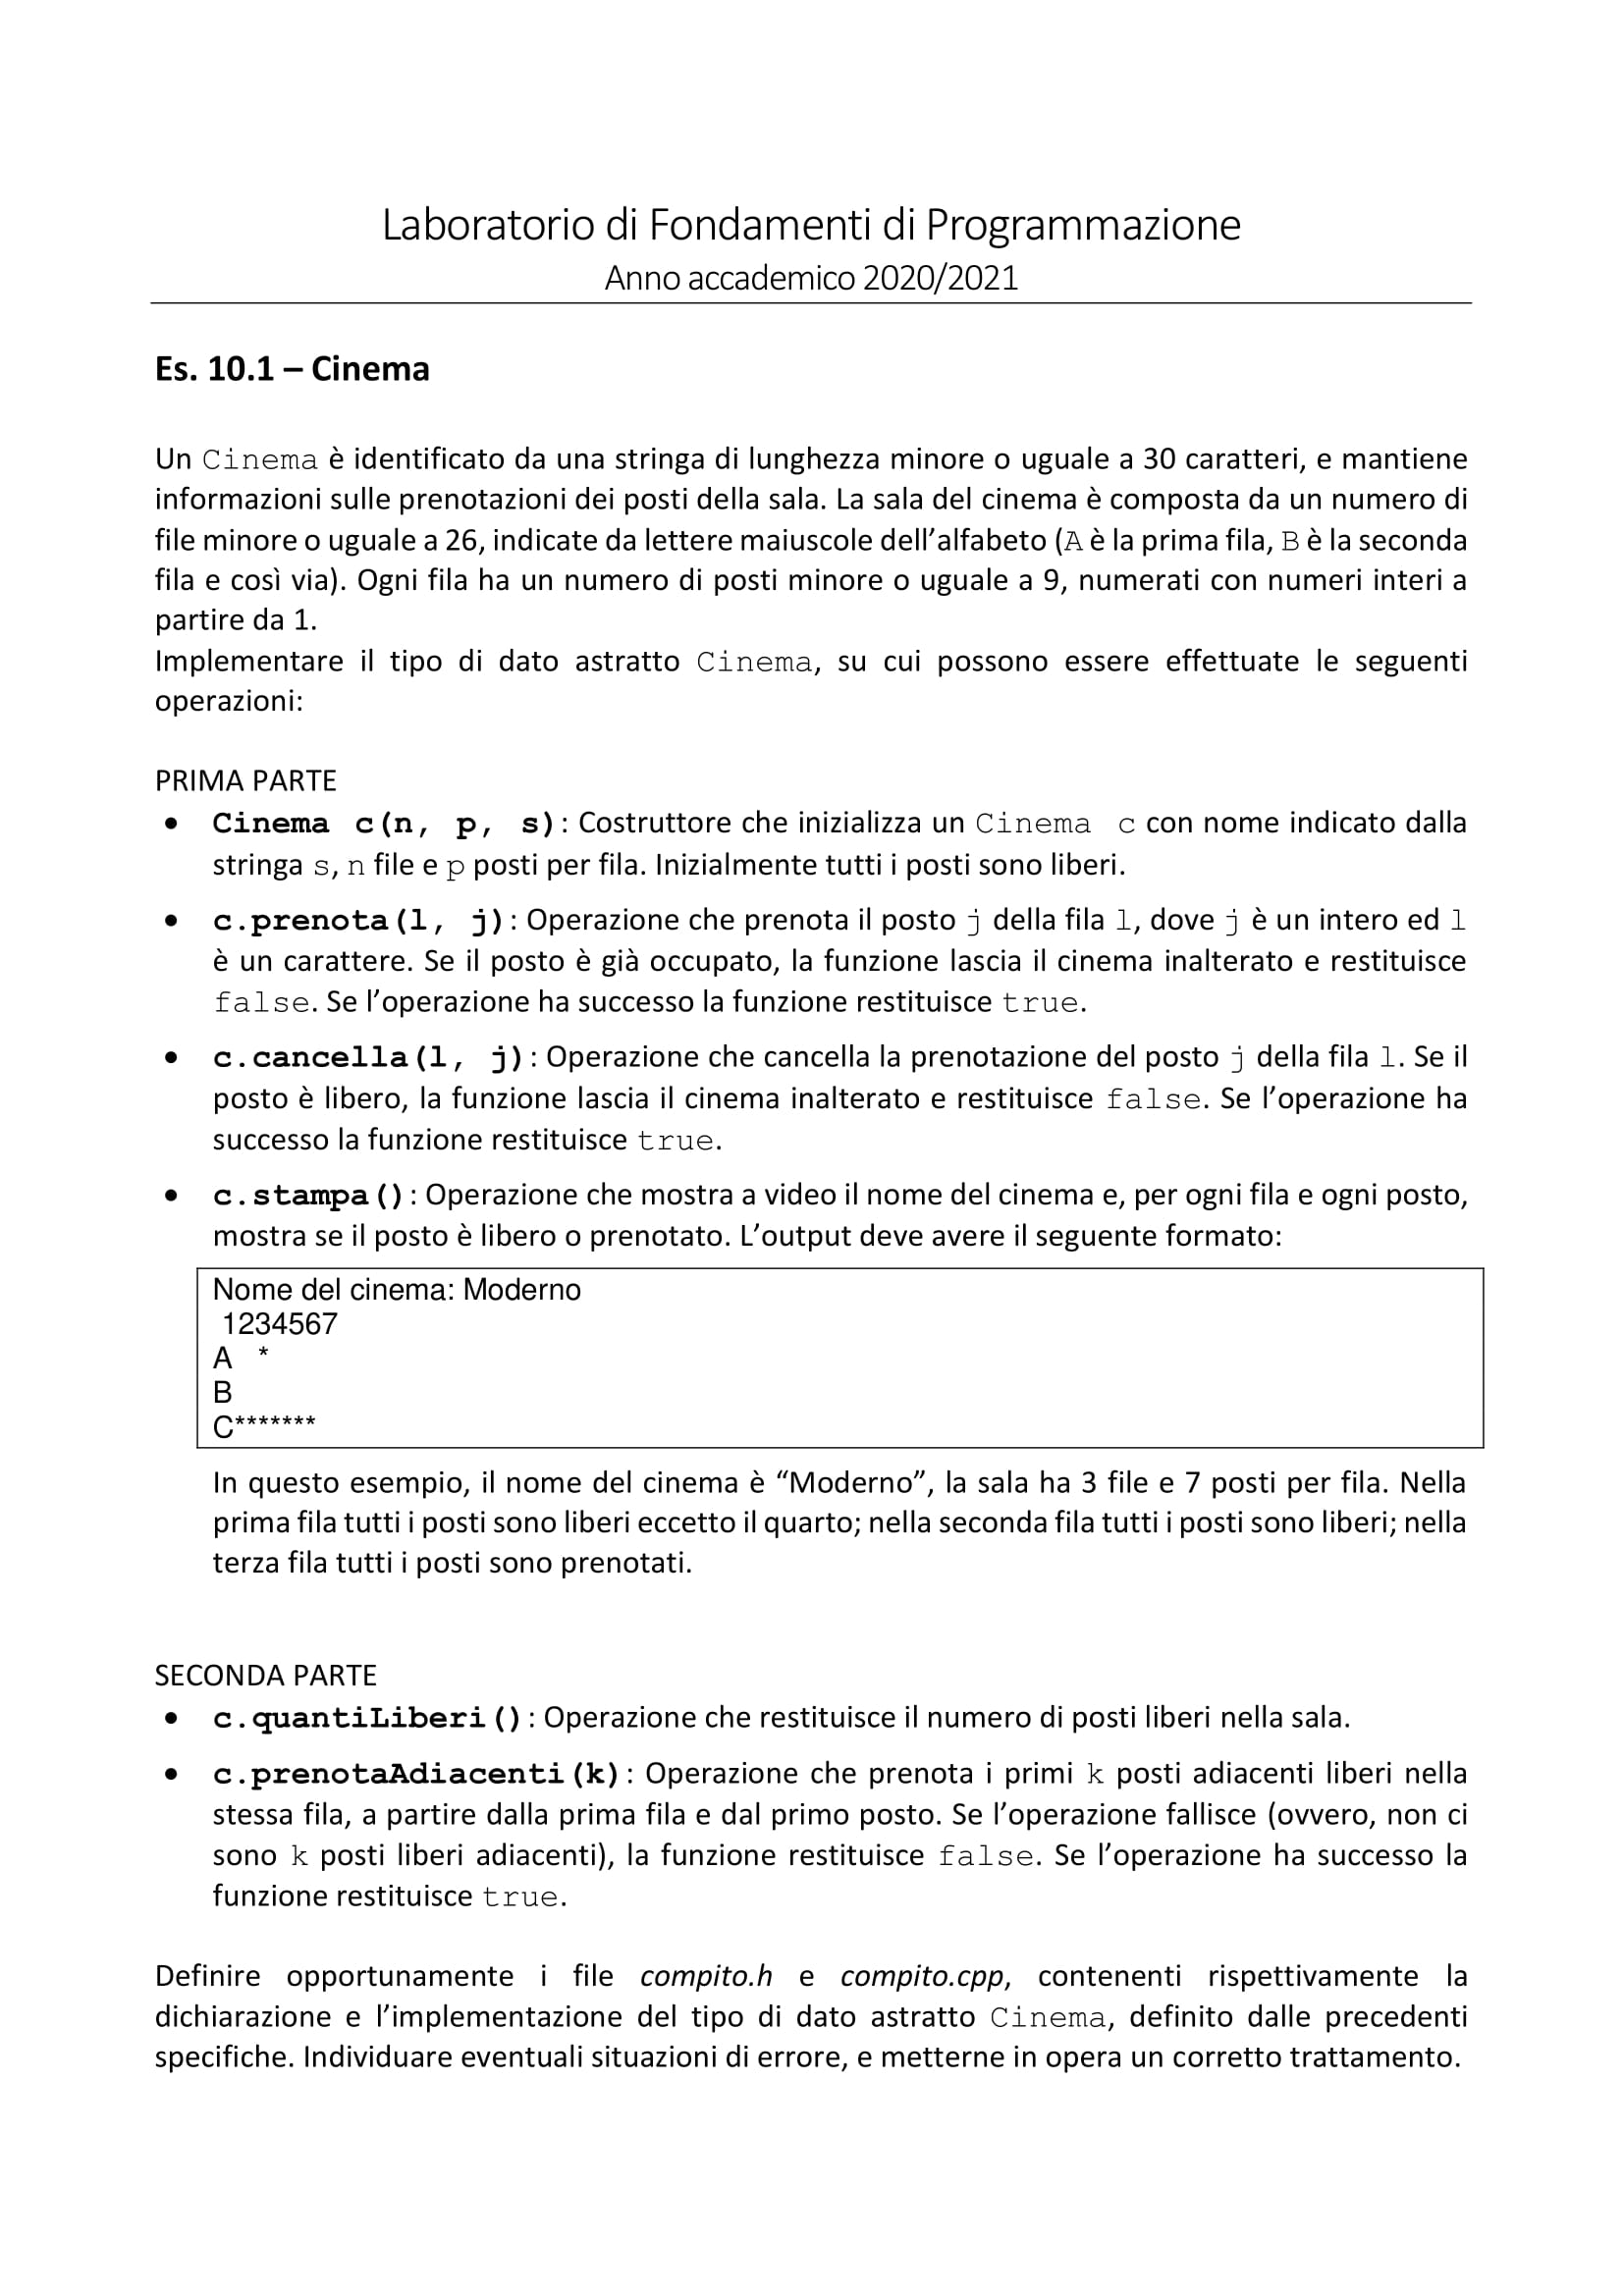 Laboratorio di Fondamenti di Programmazione
Anno accademico 2020/2021
Es. 10.1 – Cinema
Un Cinema è identificato da una stringa di lunghezza minore o uguale a 30 caratteri, e mantiene
informazioni sulle prenotazioni dei posti della sala. La sala del cinema è composta da un numero di
file minore o uguale a 26, indicate da lettere maiuscole dell’alfabeto (A è la prima fila, B è la seconda
fila e così via). Ogni fila ha un numero di posti minore o uguale a 9, numerati con numeri interi a
partire da 1.
Implementare il tipo di dato astratto Cinema, su cui possono essere effettuate le seguenti
operazioni:
PRIMA PARTE
• Cinema c(n, p, s): Costruttore che inizializza un Cinema c con nome indicato dalla
stringa s, n file e p posti per fila. Inizialmente tutti i posti sono liberi.
• c.prenota(l, j): Operazione che prenota il posto j della fila l, dove j è un intero ed l
è un carattere. Se il posto è già occupato, la funzione lascia il cinema inalterato e restituisce
false. Se l’operazione ha successo la funzione restituisce true.
• c.cancella(l, j): Operazione che cancella la prenotazione del posto j della fila l. Se il
posto è libero, la funzione lascia il cinema inalterato e restituisce false. Se l’operazione ha
successo la funzione restituisce true.
• c.stampa(): Operazione che mostra a video il nome del cinema e, per ogni fila e ogni posto,
mostra se il posto è libero o prenotato. L’output deve avere il seguente formato:
Nome del cinema: Moderno
 1234567
A   *
B
C*******
In questo esempio, il nome del cinema è “Moderno”, la sala ha 3 file e 7 posti per fila. Nella
prima fila tutti i posti sono liberi eccetto il quarto; nella seconda fila tutti i posti sono liberi; nella
terza fila tutti i posti sono prenotati.
SECONDA PARTE
• c.quantiLiberi(): Operazione che restituisce il numero di posti liberi nella sala.
• c.prenotaAdiacenti(k): Operazione che prenota i primi k posti adiacenti liberi nella
stessa fila, a partire dalla prima fila e dal primo posto. Se l’operazione fallisce (ovvero, non ci
sono k posti liberi adiacenti), la funzione restituisce false. Se l’operazione ha successo la
funzione restituisce true.
Definire opportunamente i file compito.h e compito.cpp, contenenti rispettivamente la
dichiarazione e l’implementazione del tipo di dato astratto Cinema, definito dalle precedenti
specifiche. Individuare eventuali situazioni di errore, e metterne in opera un corretto trattamento.